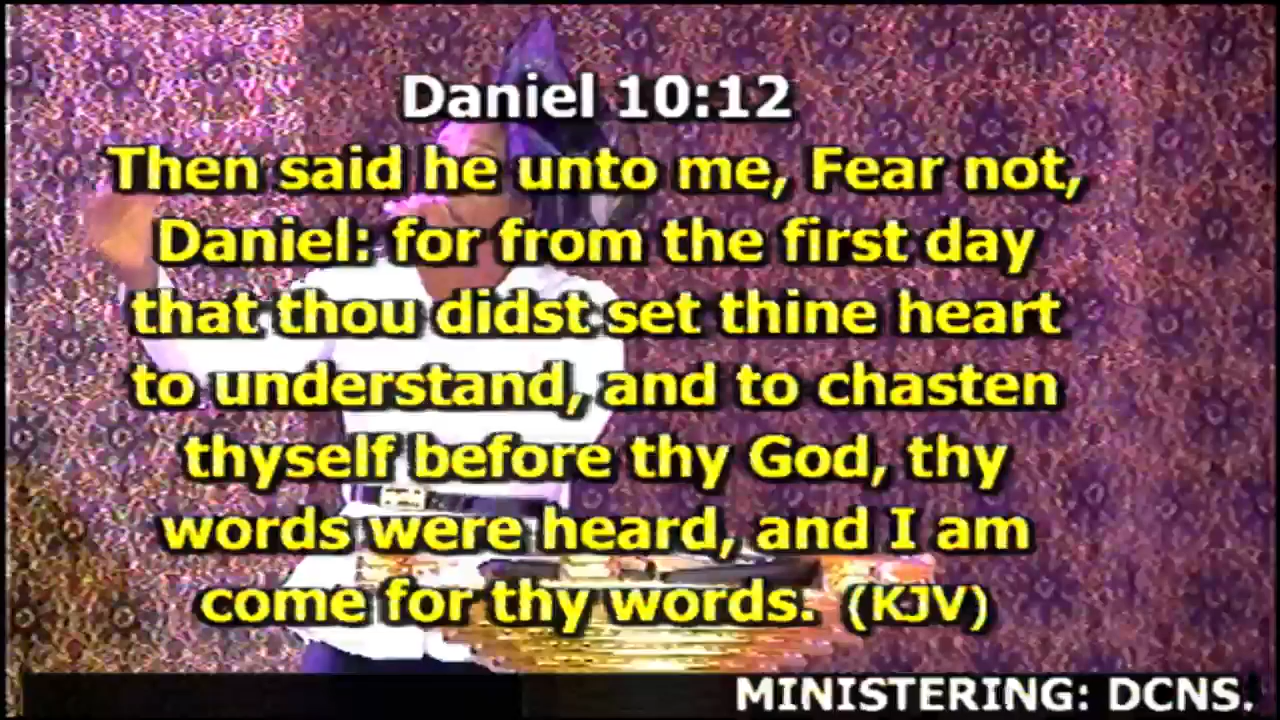 Daniel 10:12
Then said he unto me, Fear not,
Daniel: for from the first day
that thou didst set thine heart
to understand, and to chasten
thyself before thy God, thy
words were heard, and I am
come for thy words. (KJV)
MINISTERING: DCNS.